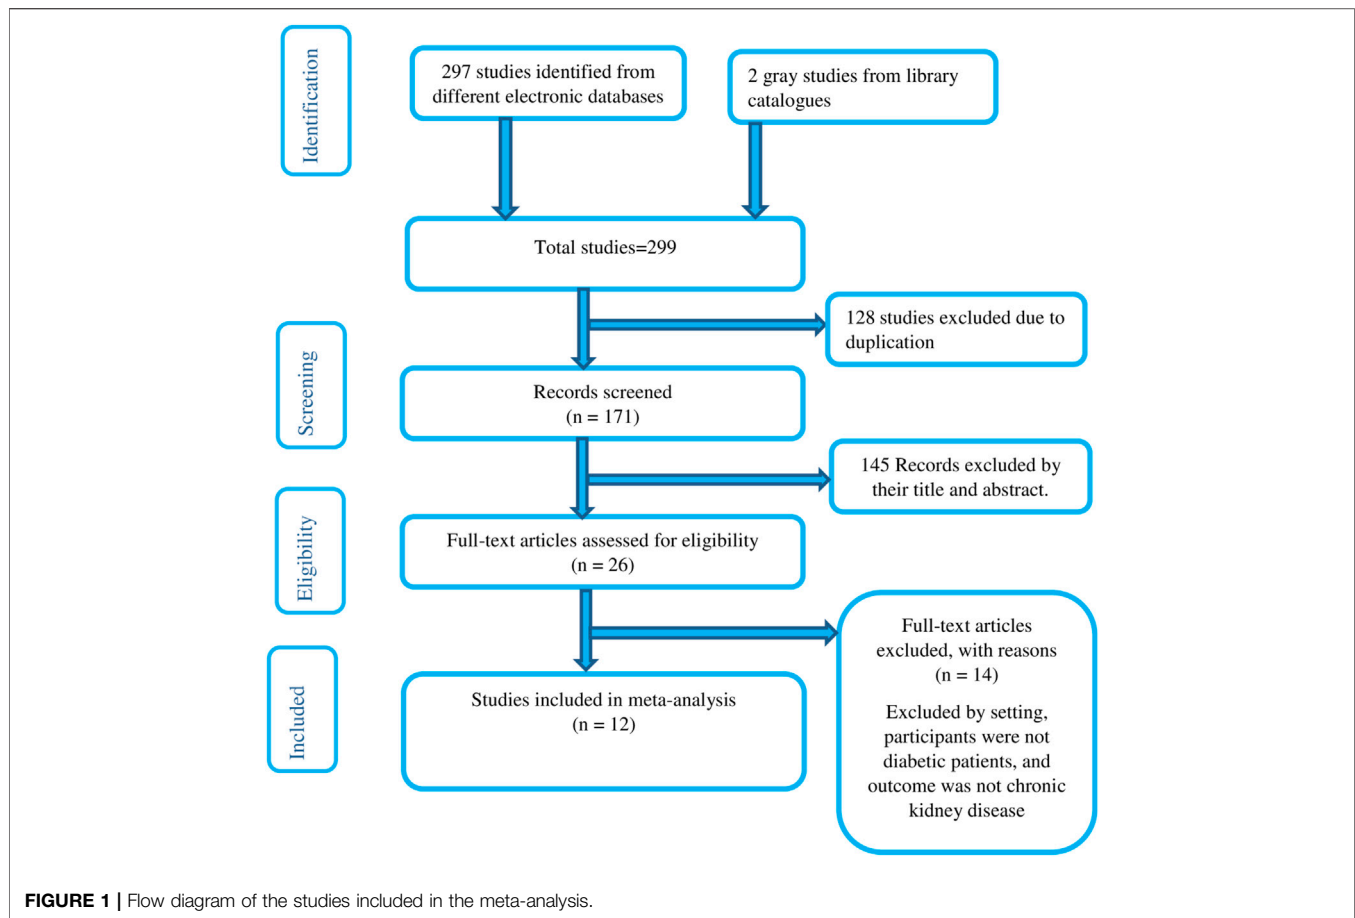 Identification
297 studies identified from
different electronic databases
2 gray studies from library
catalogues
Total studies=299
128 studies excluded due to
duplication
Screening
Records screened
(n = 171)
145 Records excluded by
their title and abstract.
Eligibility
Full-text articles assessed for eligibility
(n = 26)
Full-text articles
excluded, with reasons
(n = 14)
Excluded by setting,
participants were not
diabetic patients, and
outcome was not chronic
kidney disease
Included
Studies included in meta-analysis
(n = 12)
FIGURE 1 | Flow diagram of the studies included in the meta-analysis.